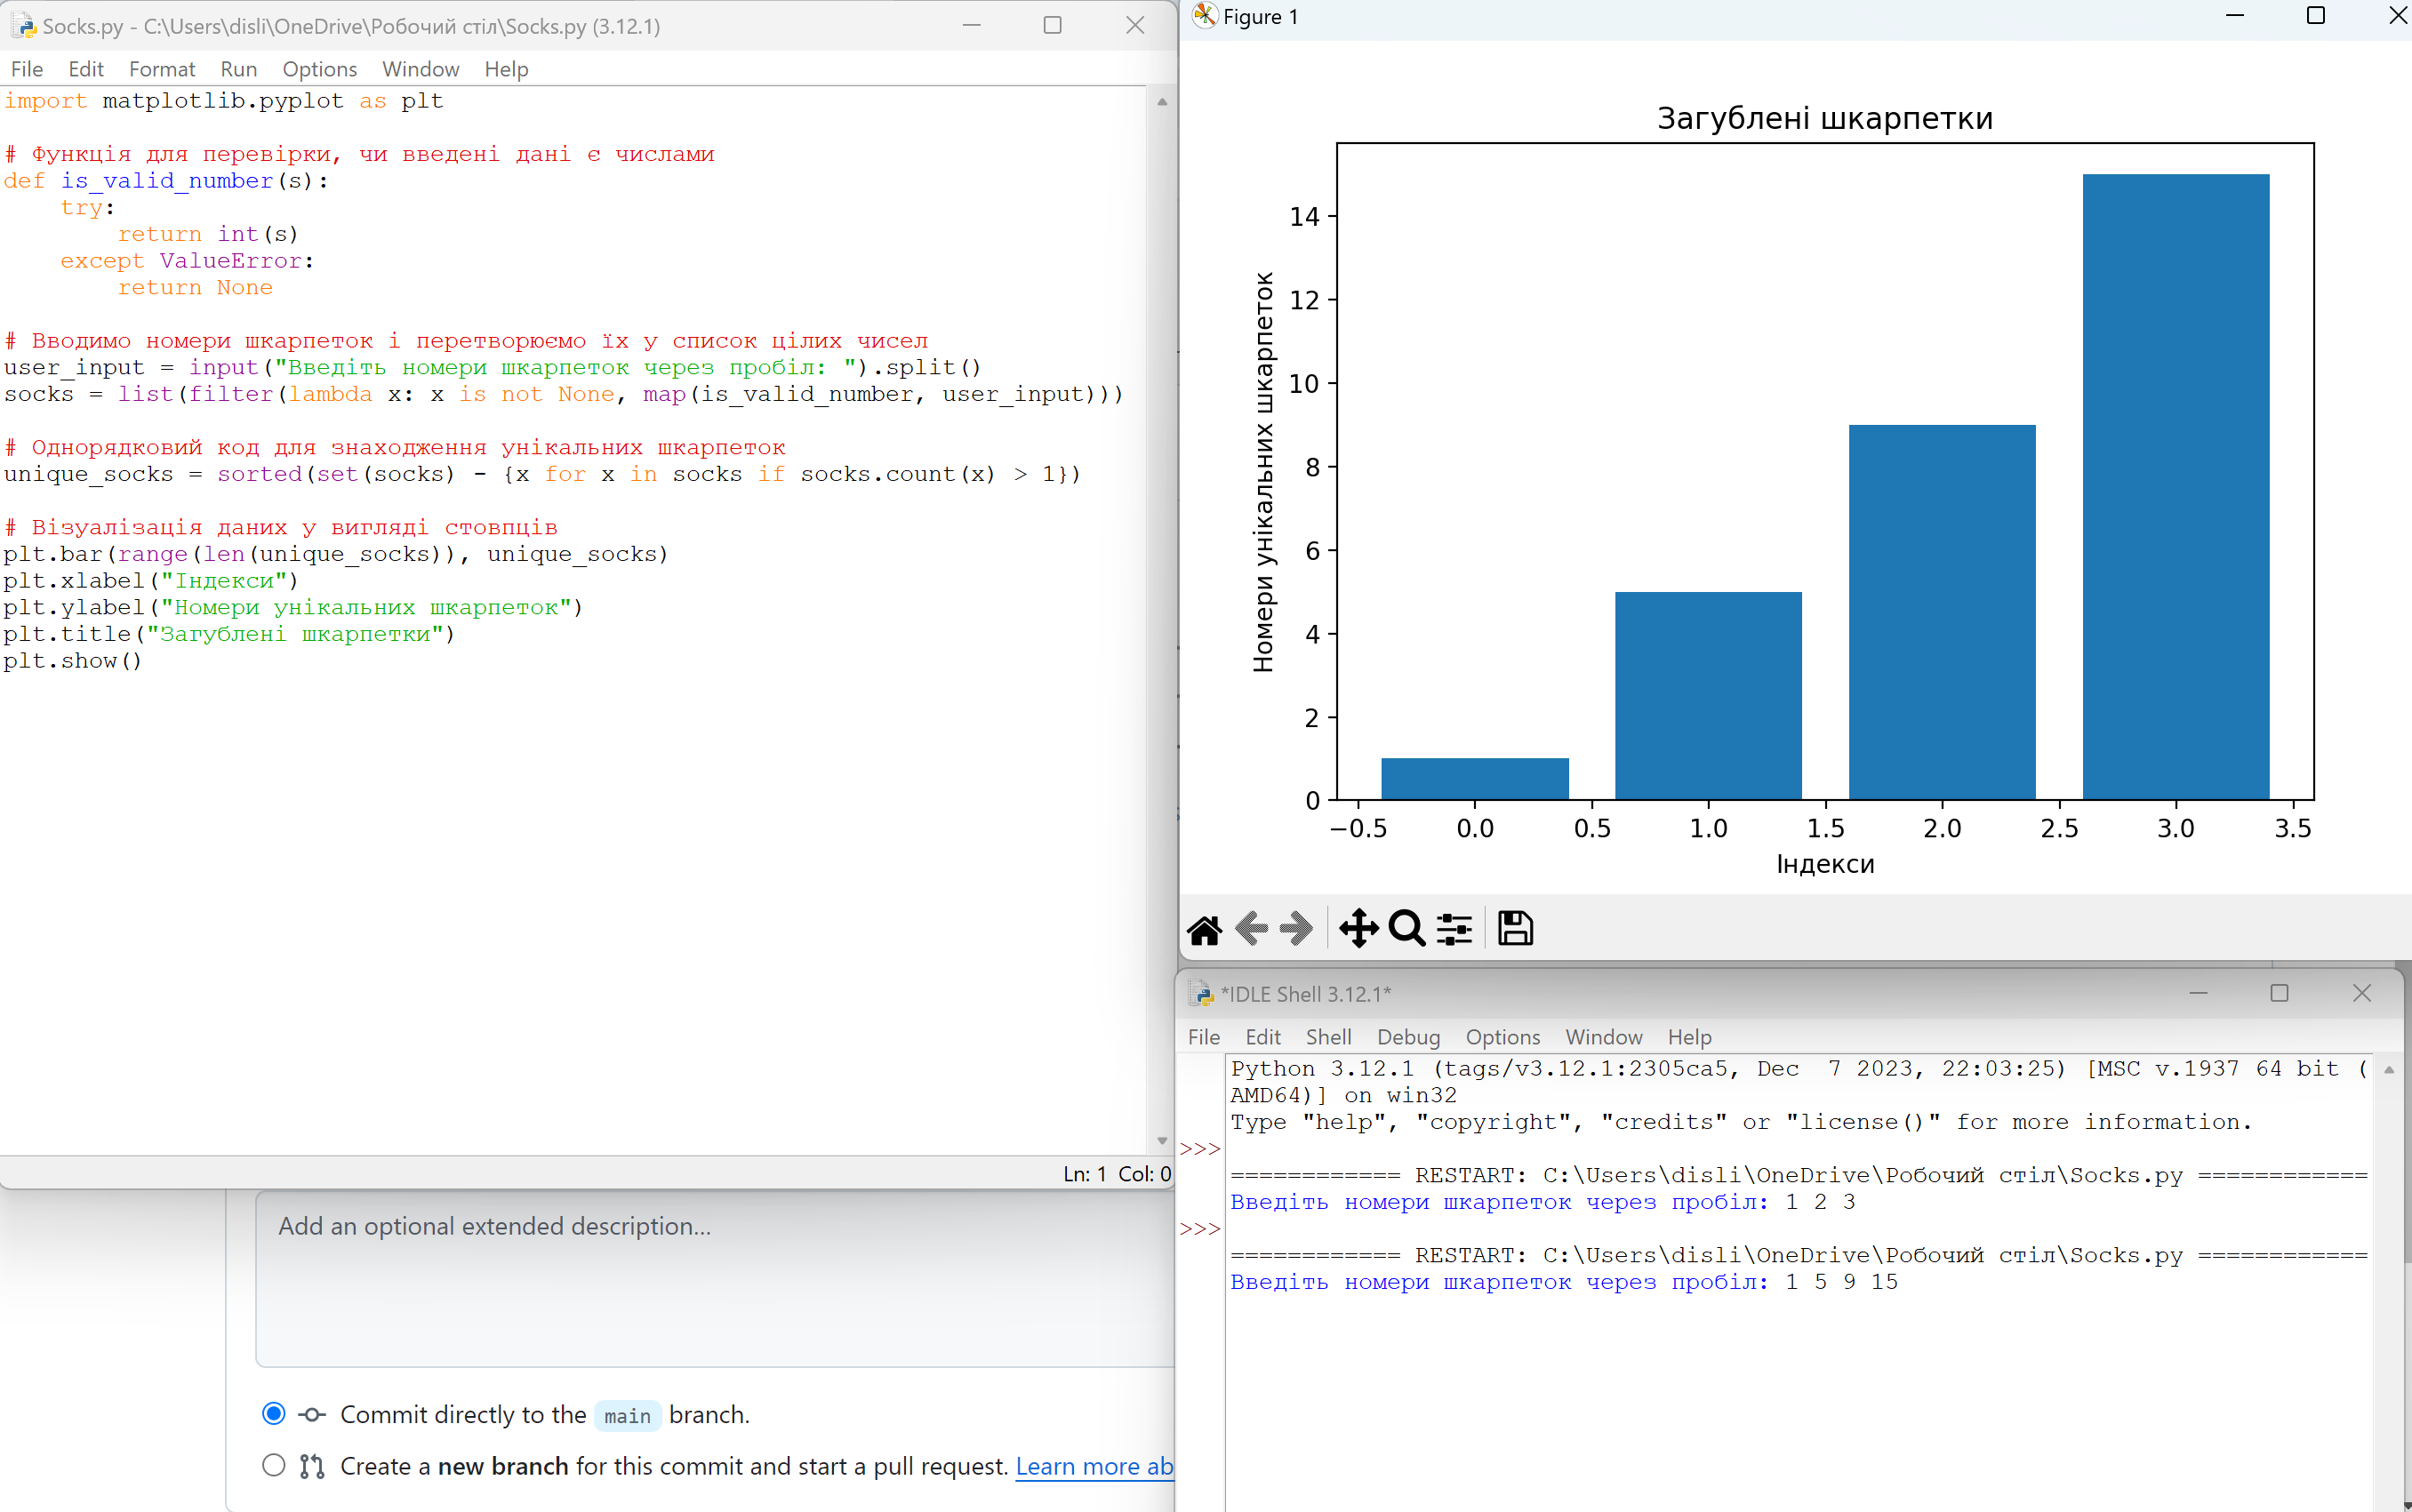 Socks.py - C:\Users\disli\OneDrive\Робочий стіл\Socks.py (3.12.1)
File Edit Format Run Options Window Help
import matplotlib.pyplot as plt
# Функція для перевірки, чи введені дані є числами
def is_valid_number(s):
    try:
        return int(s)
    except ValueError:
        return None
# Вводимо номери шкарпеток і перетворюємо їх у список цілих чисел
user_input = input("Введіть номери шкарпеток через пробіл: ").split()
socks = list(filter(lambda x: x is not None, map(is_valid_number, user_input)))
# Однорядковий код для знаходження унікальних шкарпеток
unique_socks = sorted(set(socks) - {x for x in socks if socks.count(x) > 1})
# Візуалізація даних у вигляді стовпців
plt.bar(range(len(unique_socks)), unique_socks)
plt.xlabel("Індекси")
plt.ylabel("Номери унікальних шкарпеток")
plt.title("Загублені шкарпетки")
plt.show()
Ln: 1 Col: 0
Figure 1
Загублені шкарпетки
Номери унікальних шкарпеток
14
12
10
8
6
4
2
0
−0.5 0.0 0.5 1.0 1.5 2.0 2.5 3.0 3.5
Індекси
*IDLE Shell 3.12.1*
File Edit Shell Debug Options Window Help
Python 3.12.1 (tags/v3.12.1:2305ca5, Dec  7 2023, 22:03:25) [MSC v.1937 64 bit (
AMD64)] on win32
Type "help", "copyright", "credits" or "license()" for more information.
>>>
============ RESTART: C:\Users\disli\OneDrive\Робочий стіл\Socks.py ============
Введіть номери шкарпеток через пробіл: 1 2 3
>>>
============ RESTART: C:\Users\disli\OneDrive\Робочий стіл\Socks.py ============
Введіть номери шкарпеток через пробіл: 1 5 9 15
Add an optional extended description...
Commit directly to the main branch.
Create a new branch for this commit and start a pull request. Learn more ab